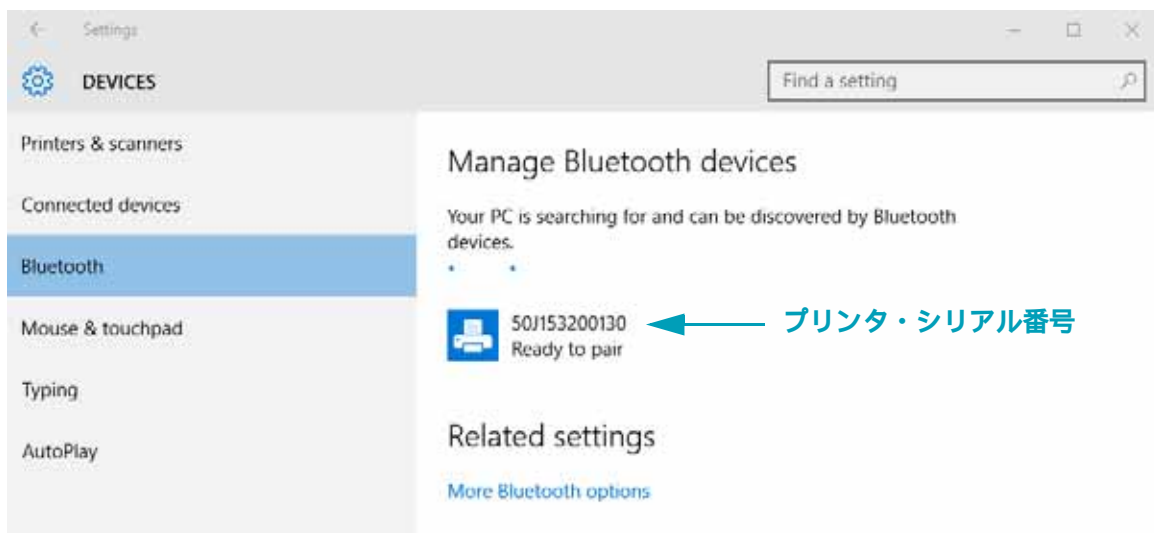 Settings
DEVICES
Find a setting
Printers & scanners
Connected devices
Bluetooth
Mouse & touchpad
Typing
AutoPlay
Manage Bluetooth devices
Your PC is searching for and can be discovered by Bluetooth
devices.
50J153200130
プリンタ・シリアル番号
Ready to pair
Related settings
More Bluetooth options